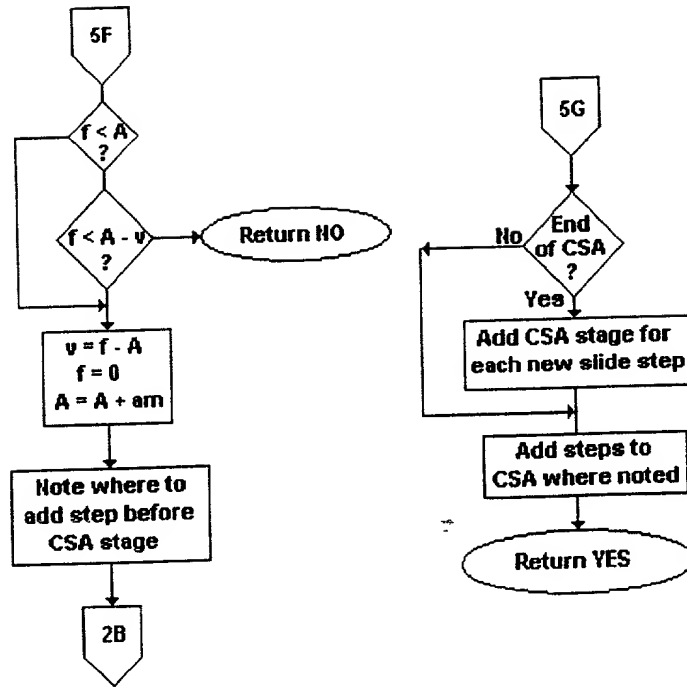 5F
f < A
?
f < A - v
?
Return NO
v = f - A
f = 0
A = A + am
Note where to
add step before
CSA stage
2B
5G
End
of CSA
?
No
Yes
Add CSA stage for
each new slide step
Add steps to
CSA where noted
Return YES